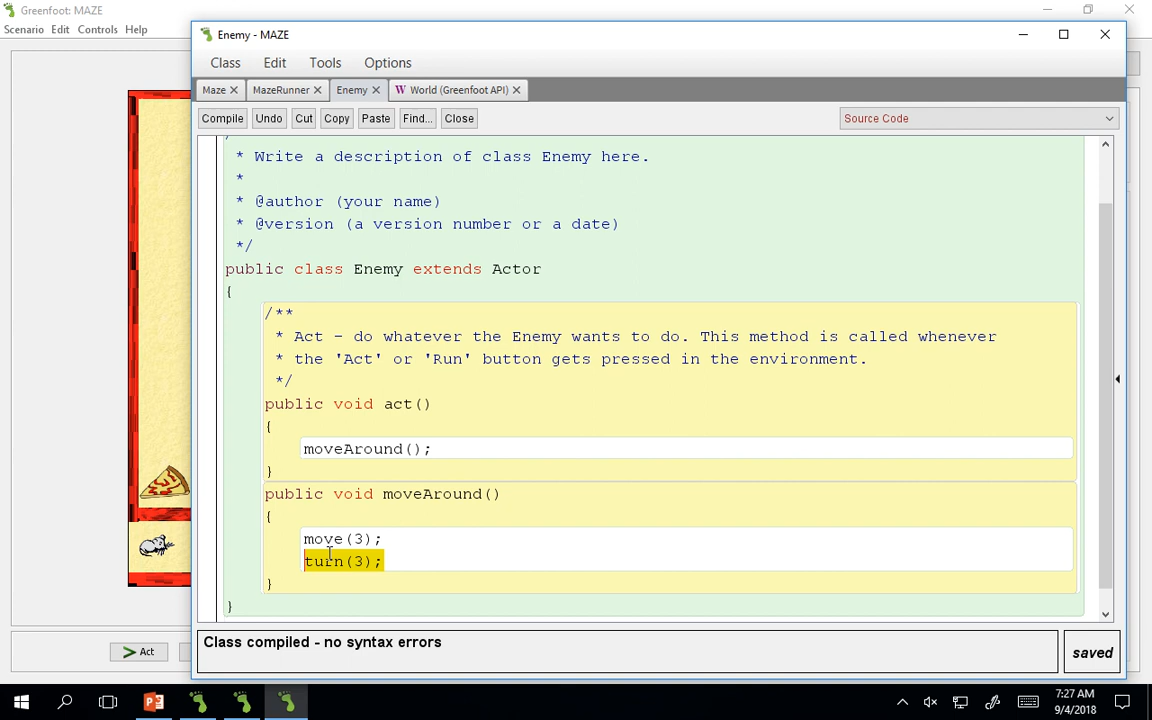 Greenfoot: MAZE
Scenario Edit Controls Help
Enemy - MAZE
Class Edit Tools Options
Maze MazeRunner Enemy World (Greenfoot API)
Compile Undo Cut Copy Paste Find... Close Source Code
* Write a description of class Enemy here.
*
* @author (your name)
* @version (a version number or a date)
*/
public class Enemy extends Actor
{
/**
* Act - do whatever the Enemy wants to do. This method is called whenever
* the 'Act' or 'Run' button gets pressed in the environment.
*/
public void act()
{
moveAround();
}
public void moveAround()
{
move(3);
turn(3);
}
}
Class compiled - no syntax errors
saved
Act
7:27 AM
9/4/2018